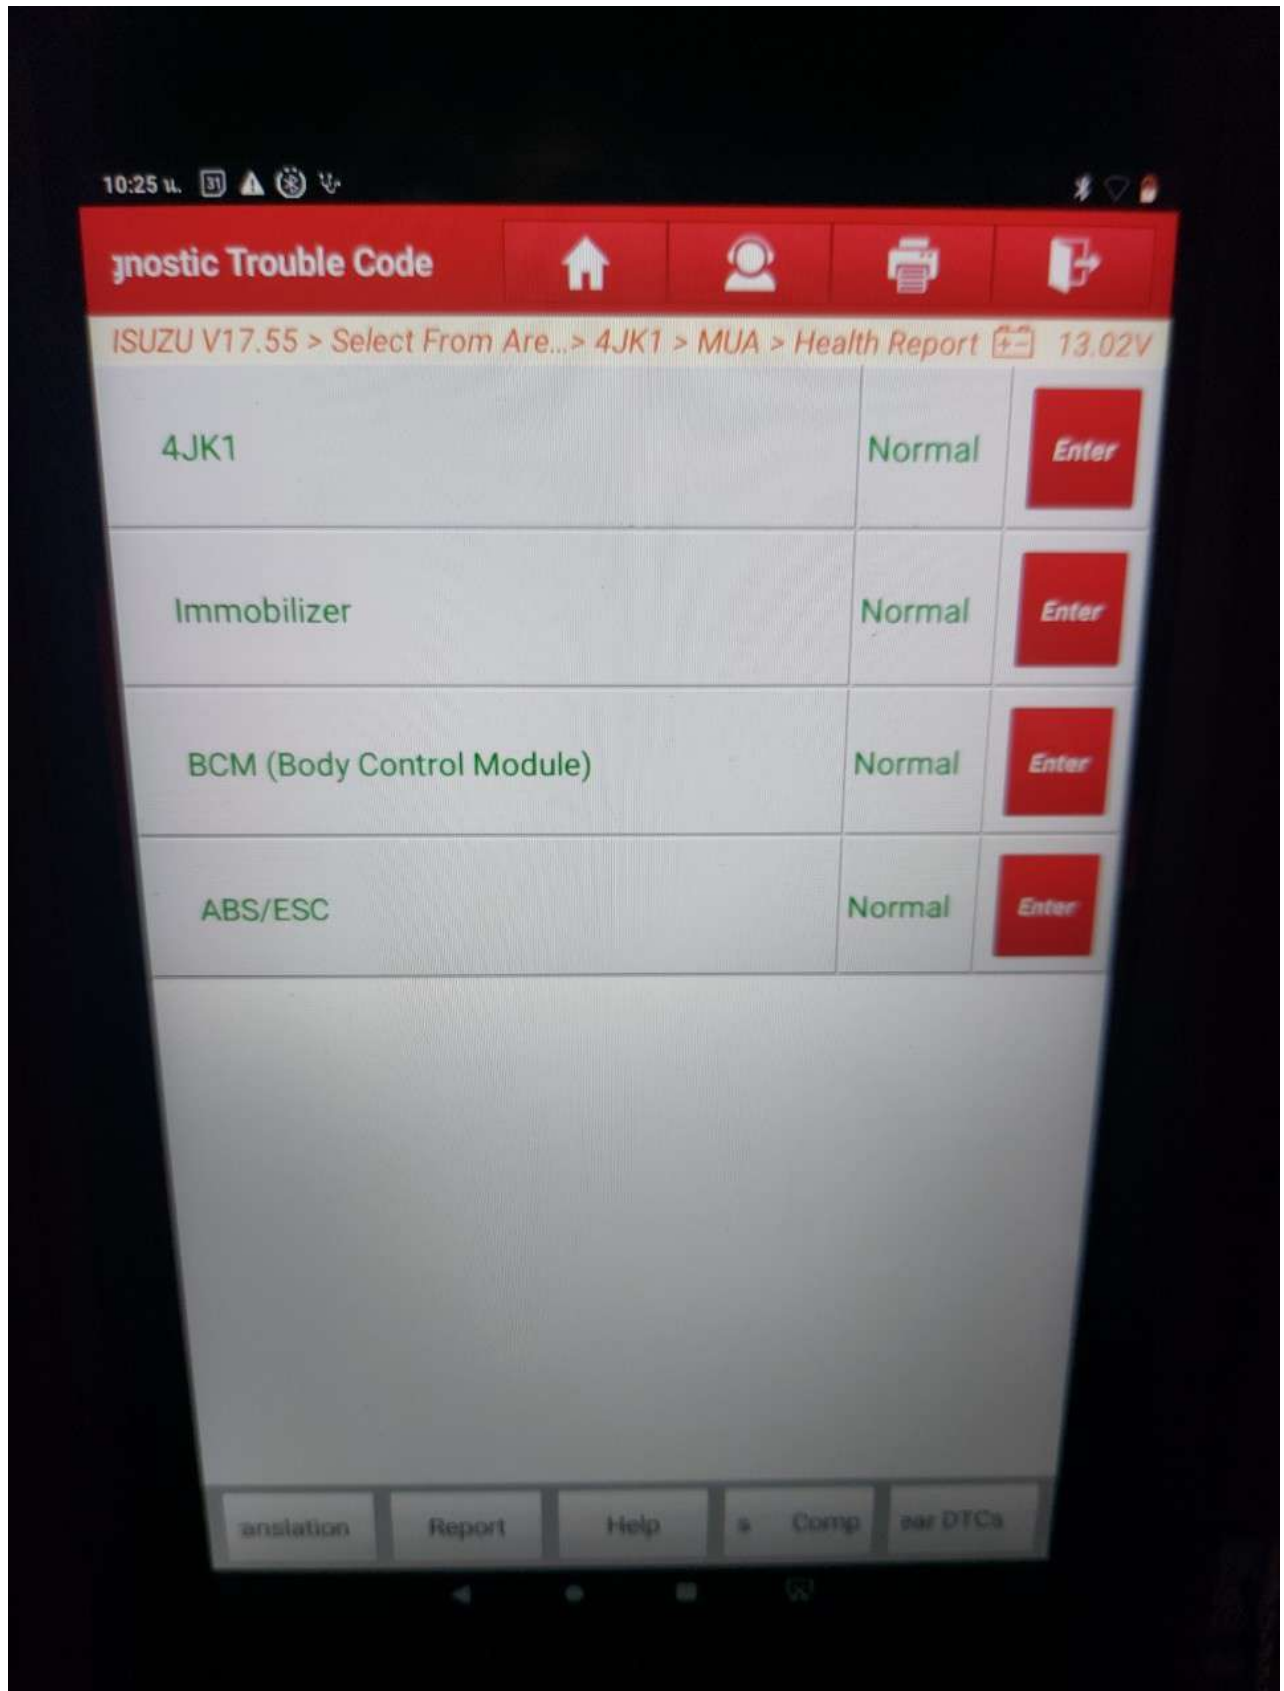 10:25 น. 31
gnostic Trouble Code
ISUZU V17.55 > Select From Are...> 4JK1 > MUA > Health Report 13.02V
4JK1 Normal Enter
Immobilizer Normal Enter
BCM (Body Control Module) Normal Enter
ABS/ESC Normal Enter
anslation Report Help s Comp ear DTCs